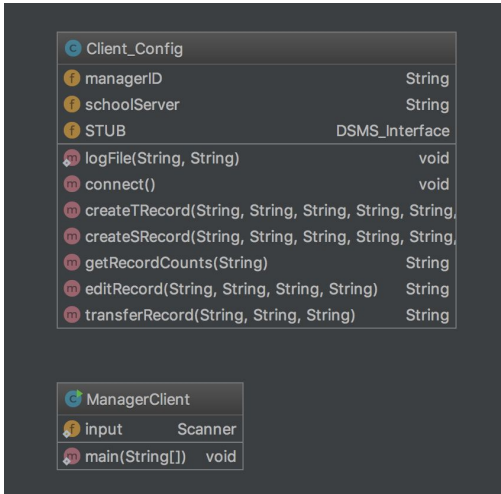 Client_Config
managerID String
schoolServer String
STUB DSMS_Interface
logFile(String, String) void
connect() void
createTRecord(String, String, String, String, String,
createSRecord(String, String, String, String, String,
getRecordCounts(String) String
editRecord(String, String, String, String) String
transferRecord(String, String, String) String
ManagerClient
input Scanner
main(String[]) void